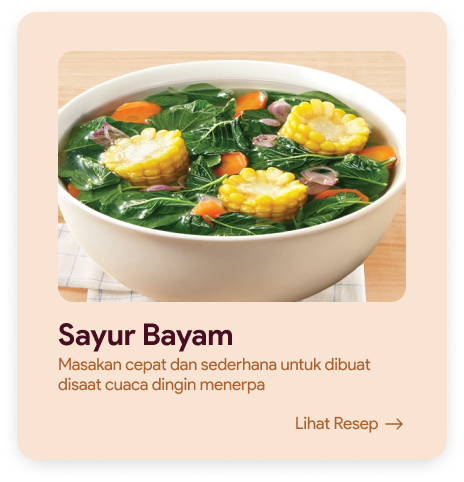 Sayur Bayam
Masakan cepat dan sederhana untuk dibuat
disaat cuaca dingin menerpa
Lihat Resep →